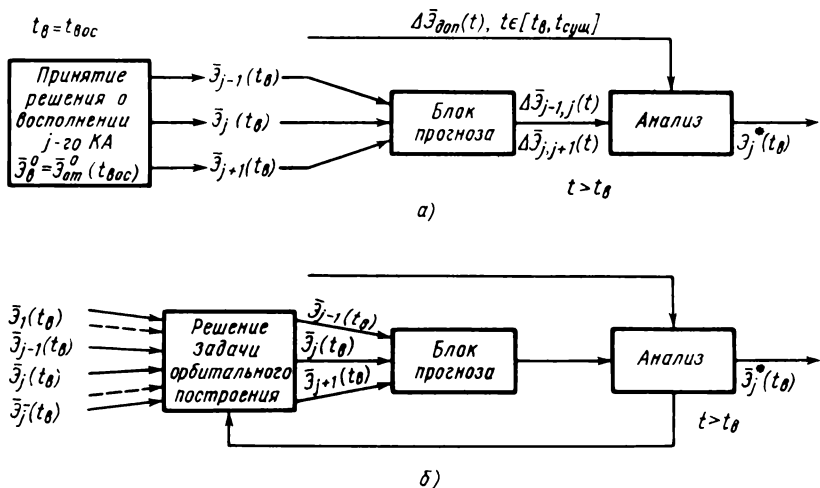 t_в = t_вос
ΔЭ̄_доп(t), t∈[t_в, t_сущ]
Принятие
решения о
восполнении
j-го КА
Э̄_в^0 = Э̄_от^0 (t_вос)
Э̄_{j-1}(t_в)
Э̄_j (t_в)
Э̄_{j+1}(t_в)
Блок
прогноза
ΔЭ̄_{j-1,j}(t)
ΔЭ̄_{j,j+1}(t)
t>t_в
Анализ
Э_j^*(t_в)
а)
Э̄_1(t_в)
Э̄_{j-1}(t_в)
Э̄_j(t_в)
Э̄_j̄(t_в)
Решение
задачи
орбитального
построения
Э̄_{j-1}(t_в)
Э̄_j(t_в)
Э̄_{j+1}(t_в)
Блок
прогноза
Анализ
Э̄_j^*(t_в)
t>t_в
б)